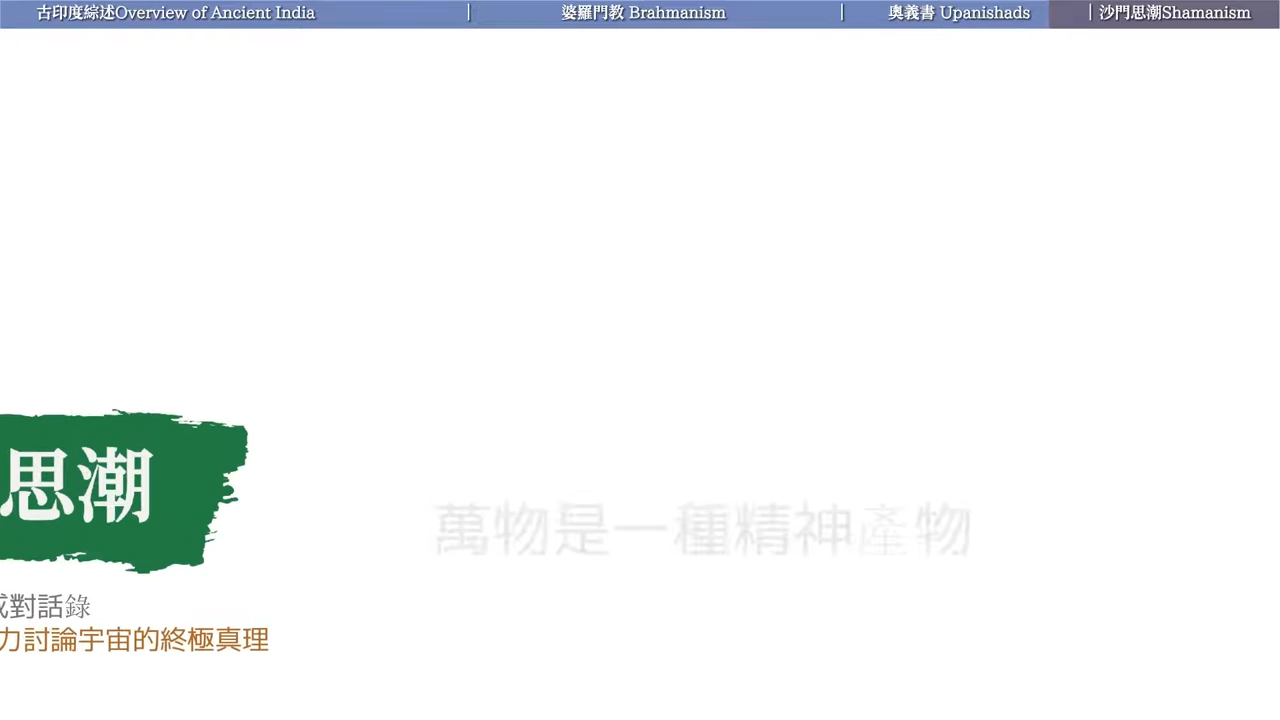 古印度綜述Overview of Ancient India | 婆羅門教 Brahmanism | 奧義書 Upanishads | 沙門思潮Shamanism
思潮
萬物是一種精神產物
或對話錄
力討論宇宙的終極真理